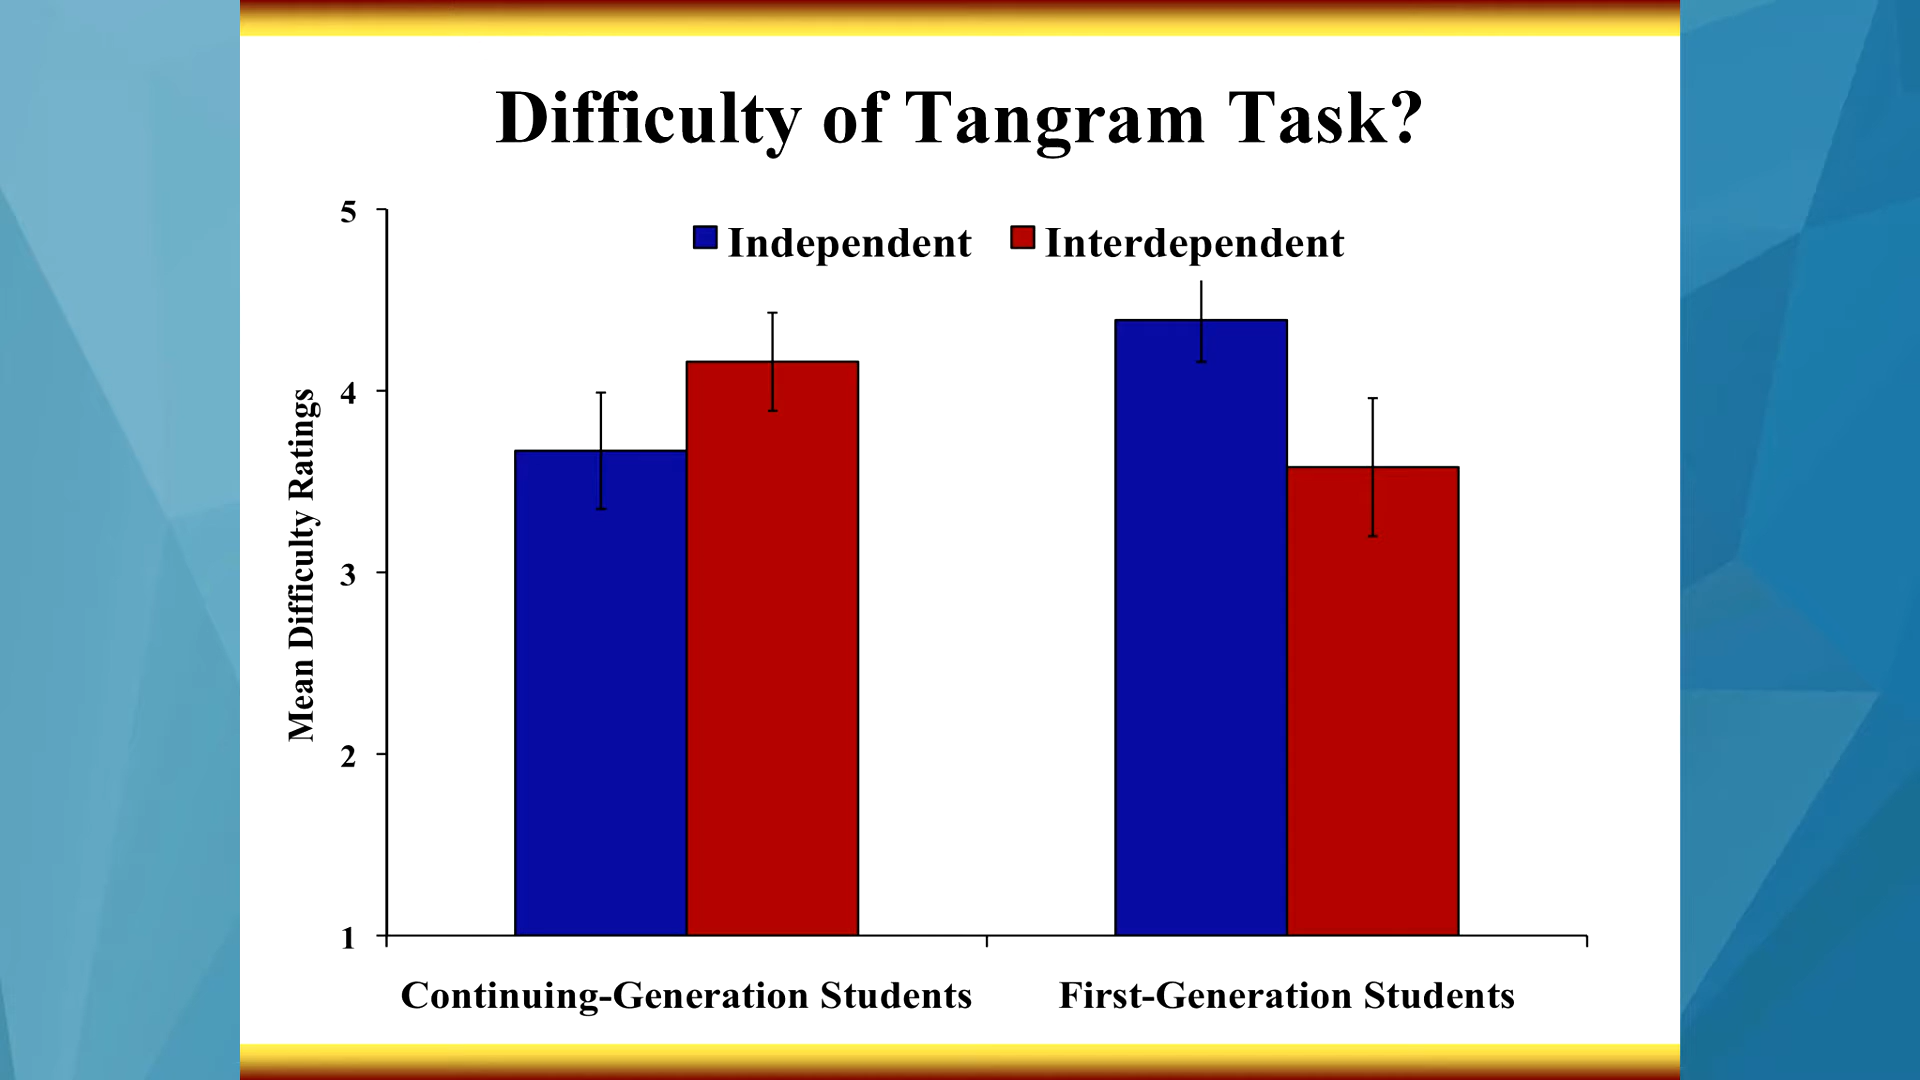 Difficulty of Tangram Task?
Independent Interdependent
Mean Difficulty Ratings
5
4
3
2
1
Continuing-Generation Students First-Generation Students